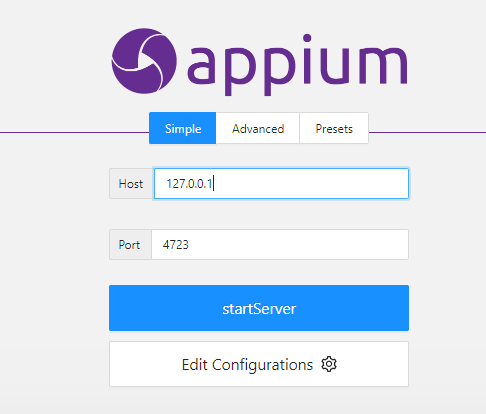 appium
Simple Advanced Presets
Host 127.0.0.1
Port 4723
startServer
Edit Configurations